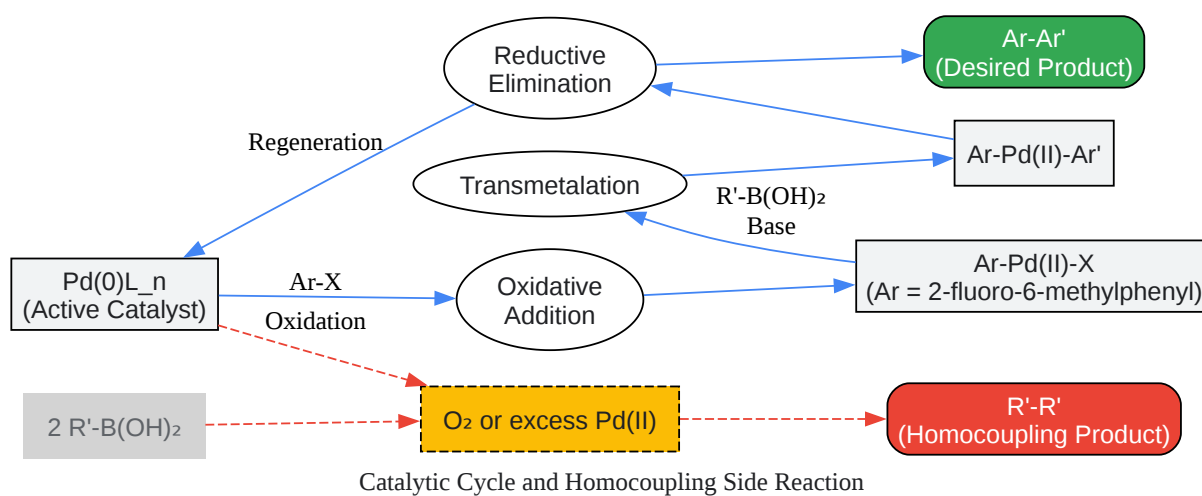 Reductive
Elimination
Ar-Ar'
(Desired Product)
Regeneration
Ar-Pd(II)-Ar'
Transmetalation
R'-B(OH)₂
Base
Pd(0)L_n
(Active Catalyst)
Ar-X
Oxidative
Addition
Ar-Pd(II)-X
(Ar = 2-fluoro-6-methylphenyl)
Oxidation
2 R'-B(OH)₂
O₂ or excess Pd(II)
R'-R'
(Homocoupling Product)
Catalytic Cycle and Homocoupling Side Reaction